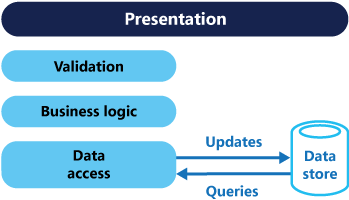 Presentation
Validation
Business logic
Data
access
Updates
Queries
Data
store